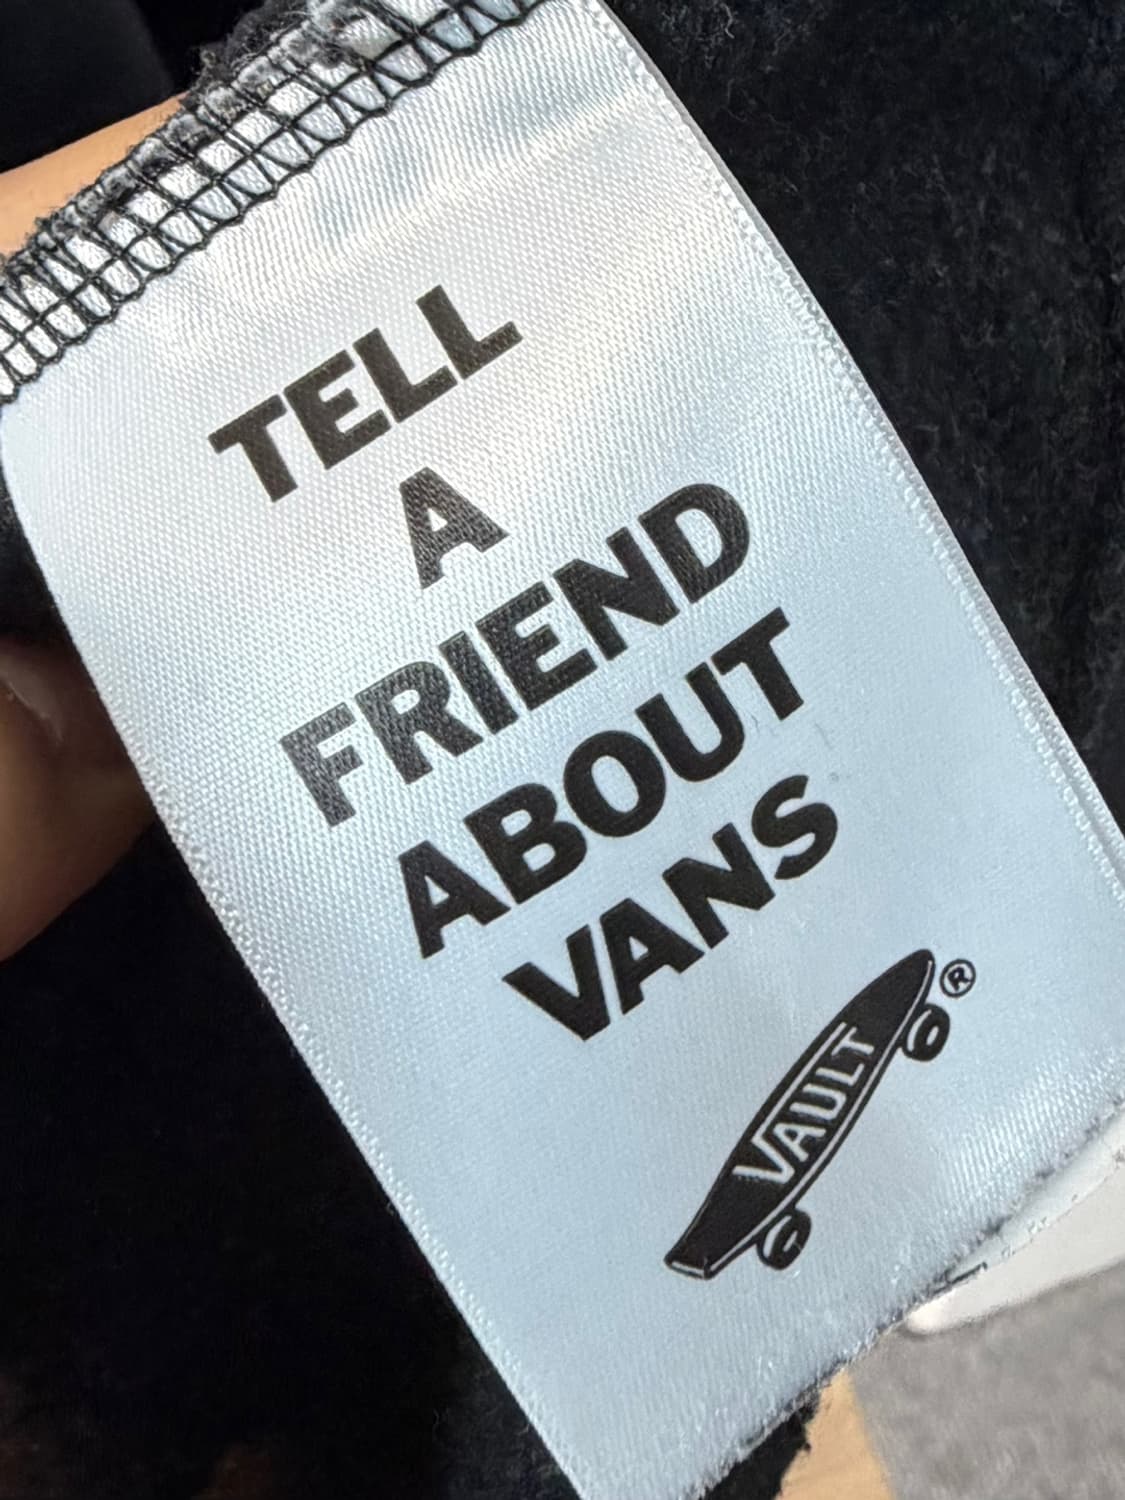 TELL
A
FRIEND
ABOUT
VANS
VAULT
®